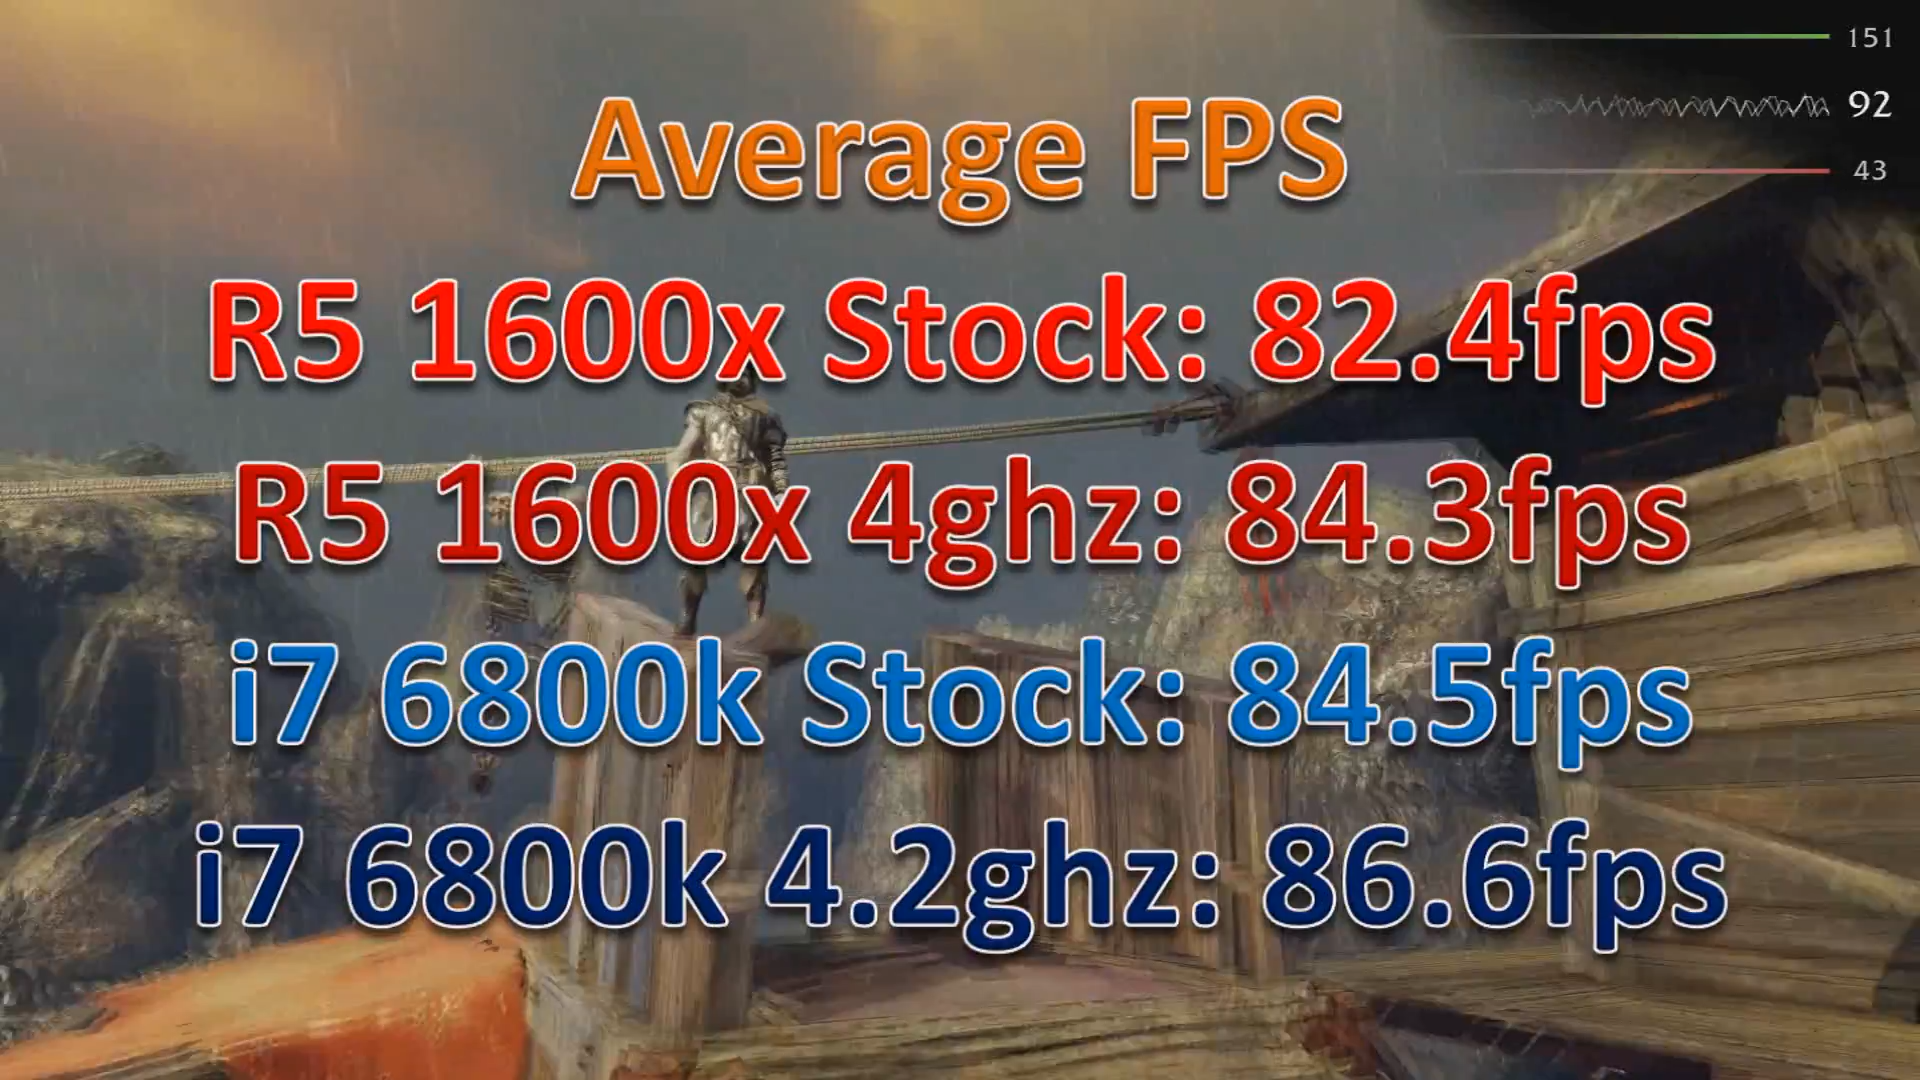 151
92
43
Average FPS
R5 1600x Stock: 82.4fps
R5 1600x 4ghz: 84.3fps
i7 6800k Stock: 84.5fps
i7 6800k 4.2ghz: 86.6fps